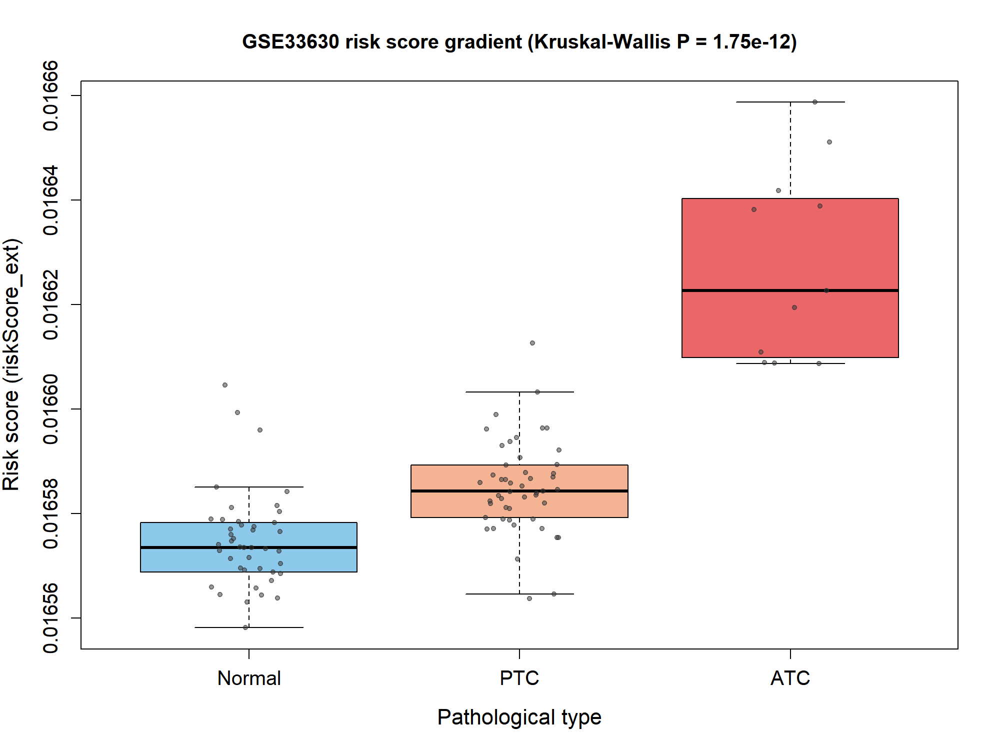 GSE33630 risk score gradient (Kruskal-Wallis P = 1.75e-12)
Risk score (riskScore_ext)
0.01666
0.01664
0.01662
0.01660
0.01658
0.01656
Normal PTC ATC
Pathological type